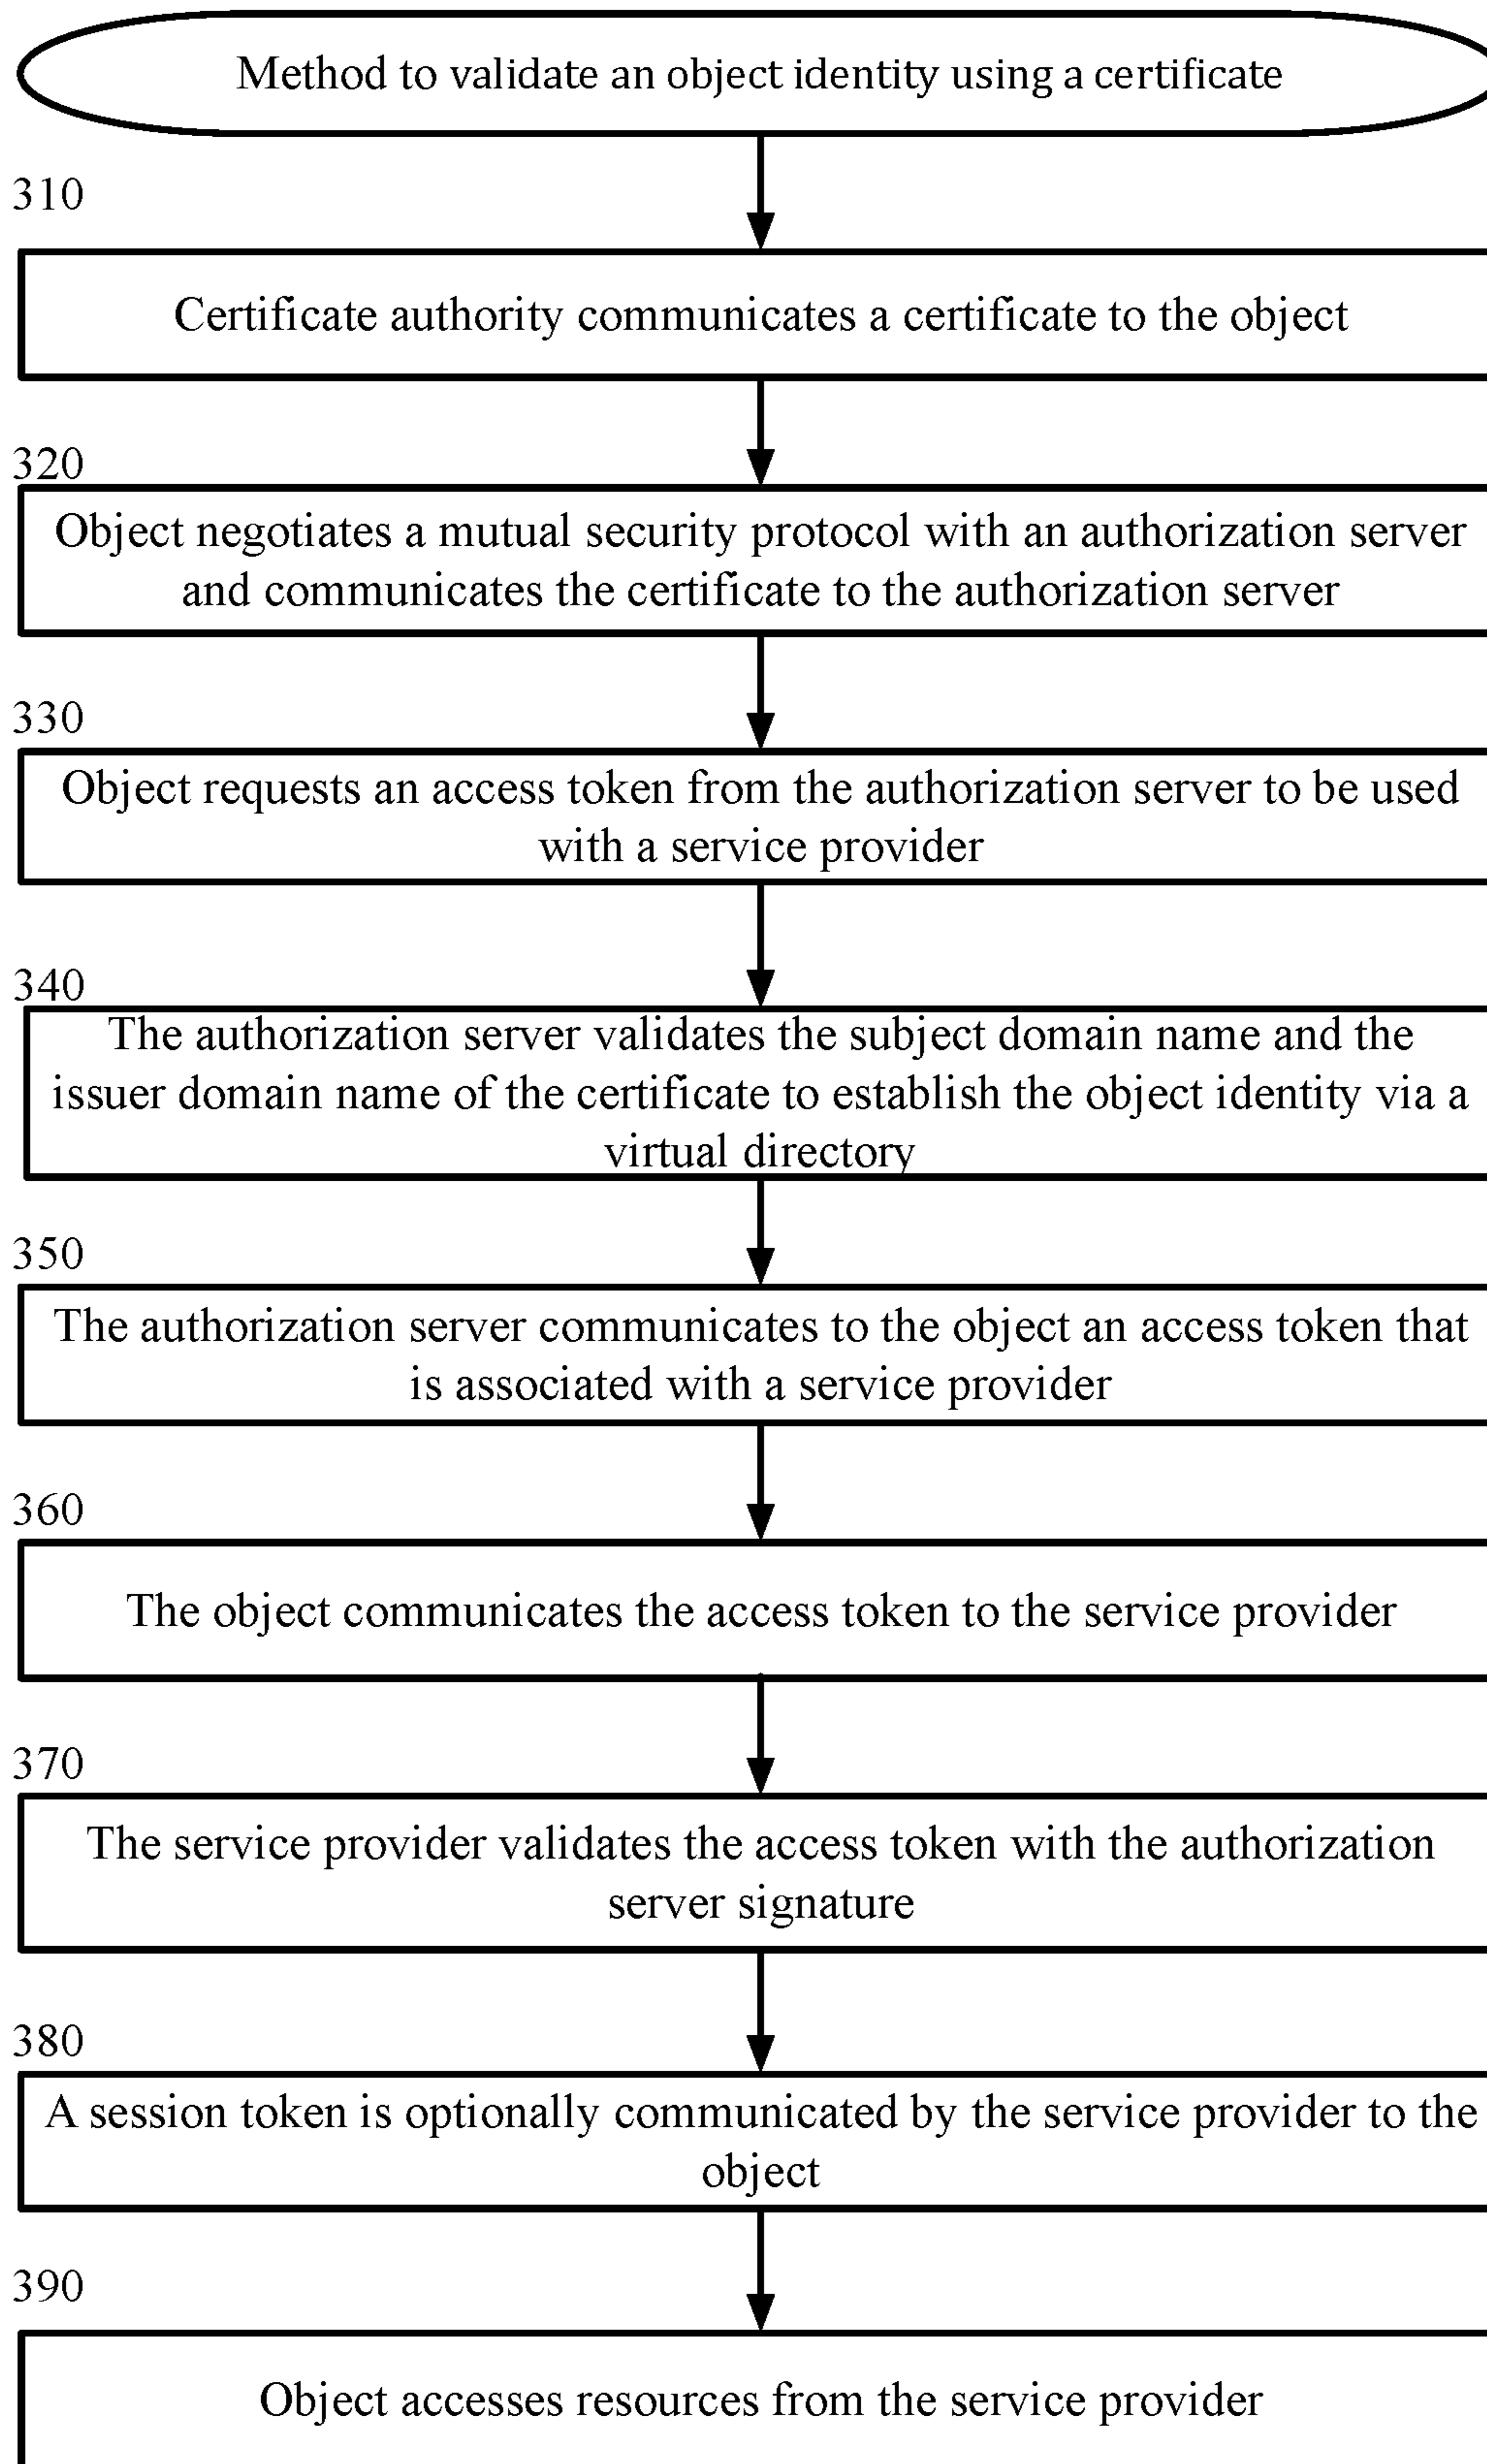 Method to validate an object identity using a certificate
310
Certificate authority communicates a certificate to the object
320
Object negotiates a mutual security protocol with an authorization server
and communicates the certificate to the authorization server
330
Object requests an access token from the authorization server to be used
with a service provider
340
The authorization server validates the subject domain name and the
issuer domain name of the certificate to establish the object identity via a
virtual directory
350
The authorization server communicates to the object an access token that
is associated with a service provider
360
The object communicates the access token to the service provider
370
The service provider validates the access token with the authorization
server signature
380
A session token is optionally communicated by the service provider to the
object
390
Object accesses resources from the service provider